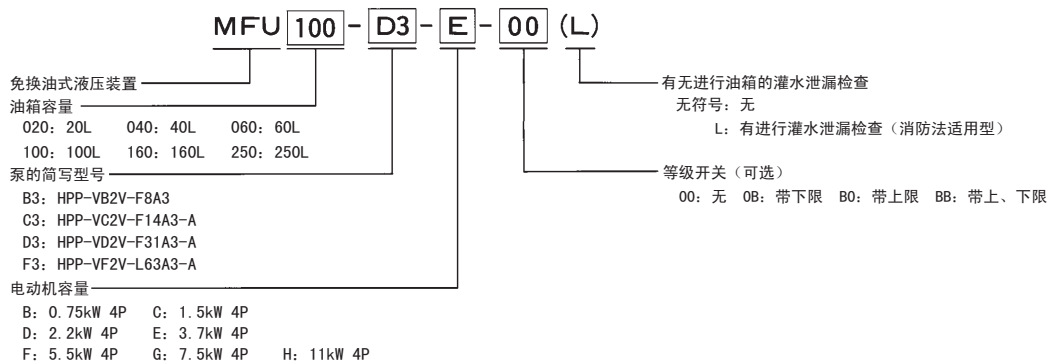 MFU 100 - D3 - E - 00 (L)
免换油式液压装置
油箱容量
020: 20L 040: 40L 060: 60L
100: 100L 160: 160L 250: 250L
泵的简写型号
B3: HPP-VB2V-F8A3
C3: HPP-VC2V-F14A3-A
D3: HPP-VD2V-F31A3-A
F3: HPP-VF2V-L63A3-A
电动机容量
B: 0.75kW 4P C: 1.5kW 4P
D: 2.2kW 4P E: 3.7kW 4P
F: 5.5kW 4P G: 7.5kW 4P H: 11kW 4P
有无进行油箱的灌水泄漏检查
无符号: 无
L: 有进行灌水泄漏检查（消防法适用型）
等级开关（可选）
00: 无 0B: 带下限 B0: 带上限 BB: 带上、下限